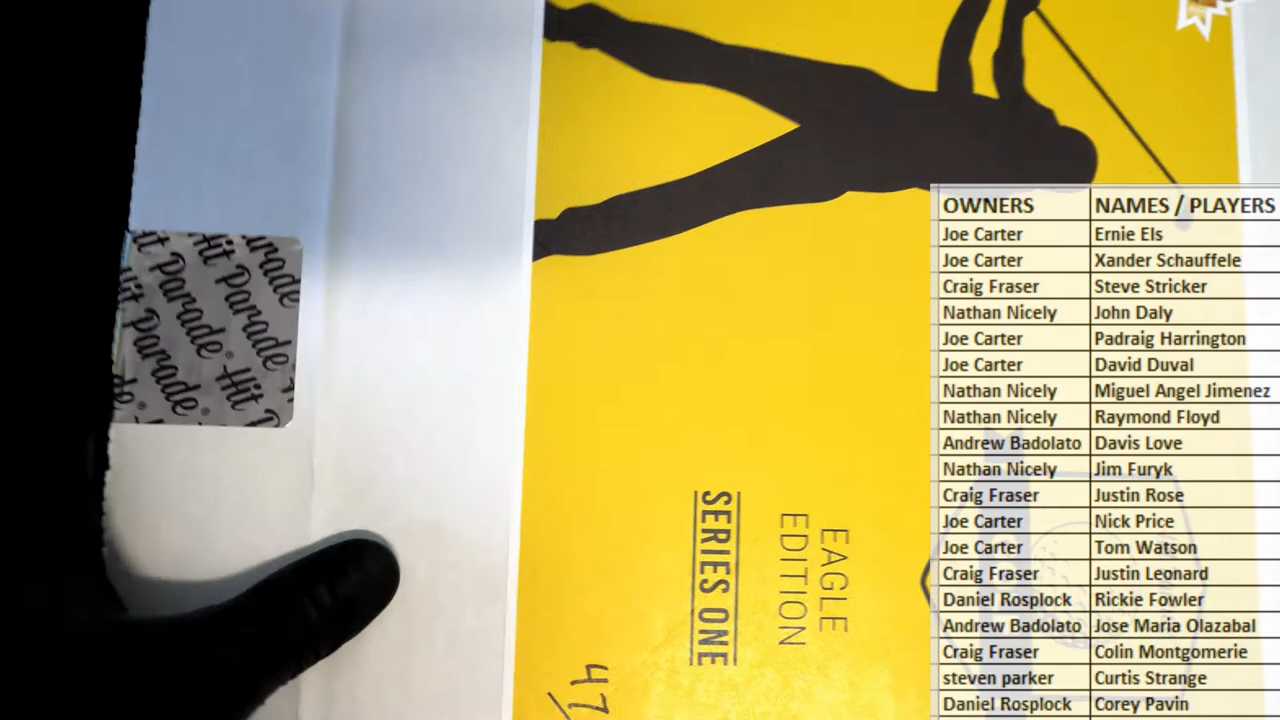 Hit Parade
Hit Parade
Hit Parade
Parade
EAGLE
EDITION
SERIES ONE
47
OWNERS NAMES / PLAYERS
Joe Carter Ernie Els
Joe Carter Xander Schauffele
Craig Fraser Steve Stricker
Nathan Nicely John Daly
Joe Carter Padraig Harrington
Joe Carter David Duval
Nathan Nicely Miguel Angel Jimenez
Nathan Nicely Raymond Floyd
Andrew Badolato Davis Love
Nathan Nicely Jim Furyk
Craig Fraser Justin Rose
Joe Carter Nick Price
Joe Carter Tom Watson
Craig Fraser Justin Leonard
Daniel Rosplock Rickie Fowler
Andrew Badolato Jose Maria Olazabal
Craig Fraser Colin Montgomerie
steven parker Curtis Strange
Daniel Rosplock Corey Pavin